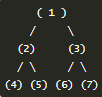 ( 1 )
/ \
(2) (3)
/ \ / \
(4) (5) (6) (7)